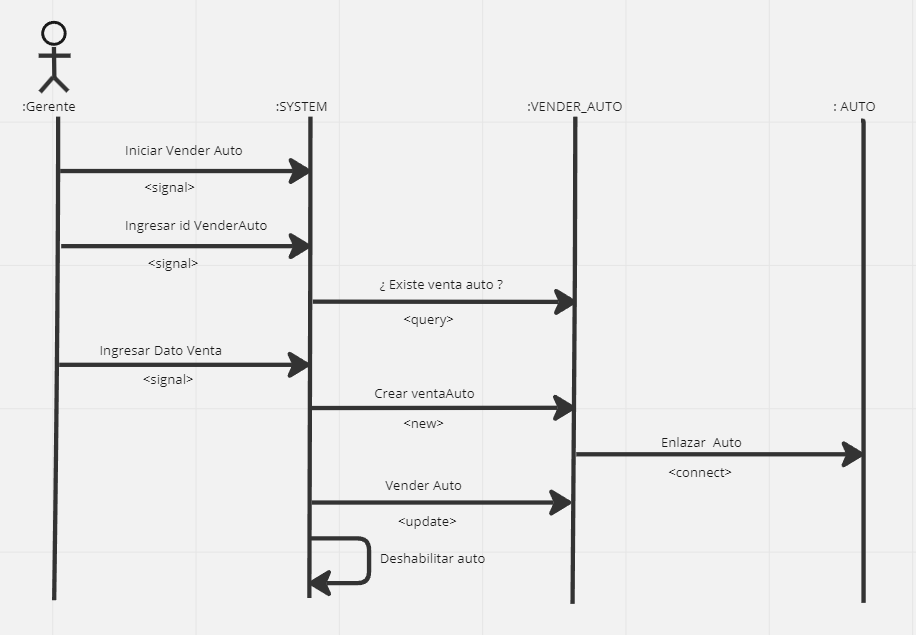 :Gerente
:SYSTEM
:VENDER_AUTO
: AUTO
Iniciar Vender Auto
<signal>
Ingresar id VenderAuto
<signal>
¿ Existe venta auto ?
<query>
Ingresar Dato Venta
<signal>
Crear ventaAuto
<new>
Enlazar Auto
<connect>
Vender Auto
<update>
Deshabilitar auto